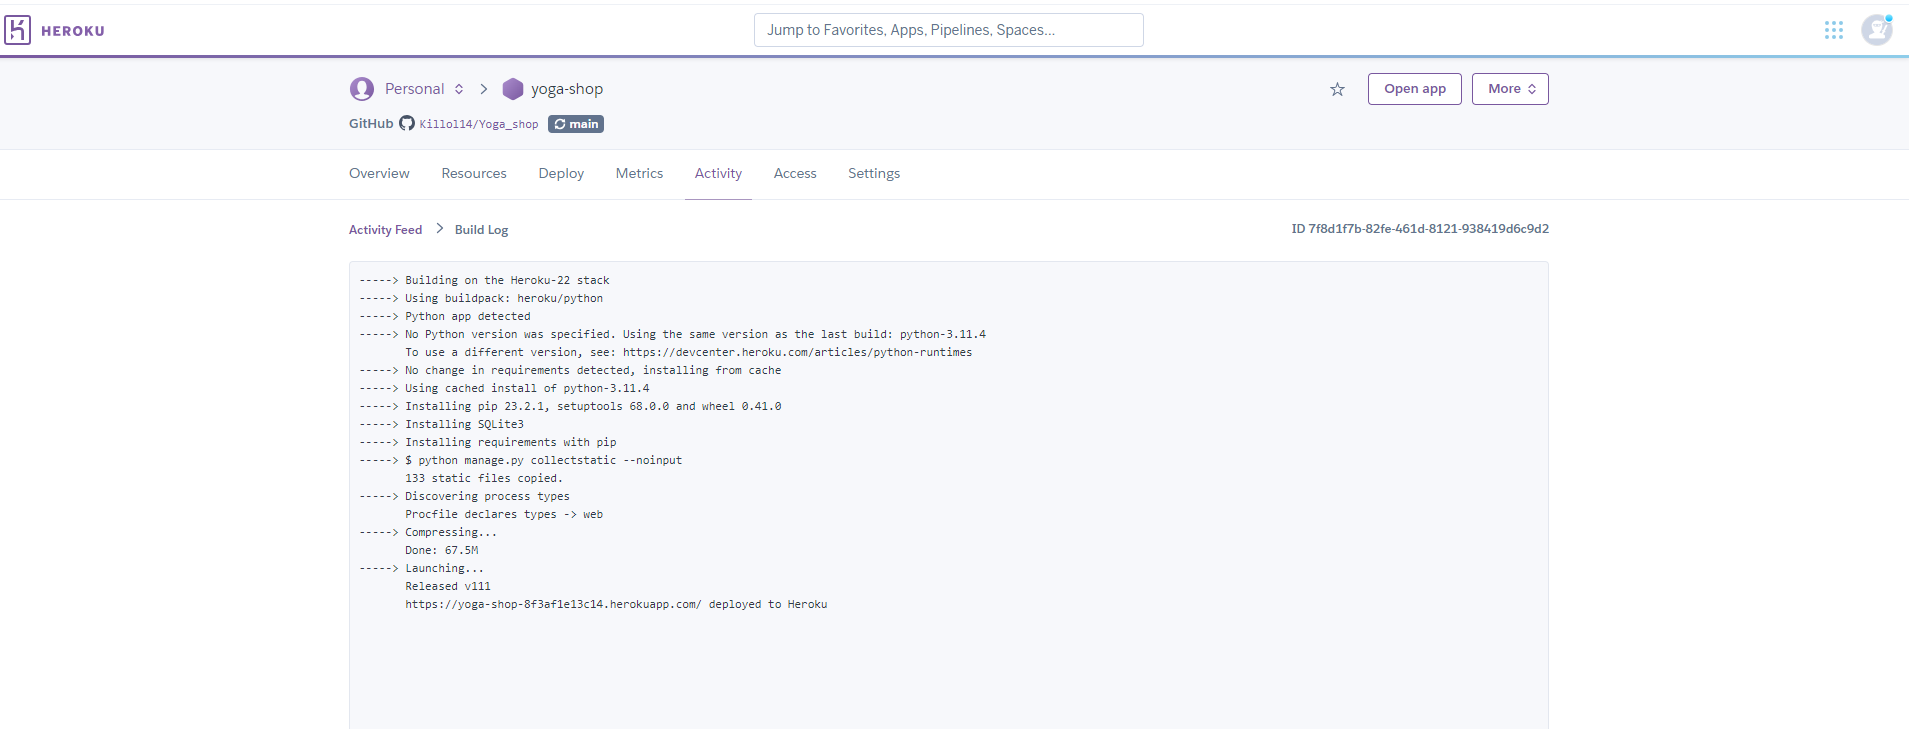 HEROKU
Jump to Favorites, Apps, Pipelines, Spaces...
Personal
yoga-shop
Open app
More
GitHub Killol14/Yoga_shop main
Overview Resources Deploy Metrics Activity Access Settings
Activity Feed Build Log
ID 7f8d1f7b-82fe-461d-8121-938419d6c9d2
-----> Building on the Heroku-22 stack
-----> Using buildpack: heroku/python
-----> Python app detected
-----> No Python version was specified. Using the same version as the last build: python-3.11.4
To use a different version, see: https://devcenter.heroku.com/articles/python-runtimes
-----> No change in requirements detected, installing from cache
-----> Using cached install of python-3.11.4
-----> Installing pip 23.2.1, setuptools 68.0.0 and wheel 0.41.0
-----> Installing SQLite3
-----> Installing requirements with pip
-----> $ python manage.py collectstatic --noinput
133 static files copied.
-----> Discovering process types
Procfile declares types -> web
-----> Compressing...
Done: 67.5M
-----> Launching...
Released v111
https://yoga-shop-8f3af1e13c14.herokuapp.com/ deployed to Heroku